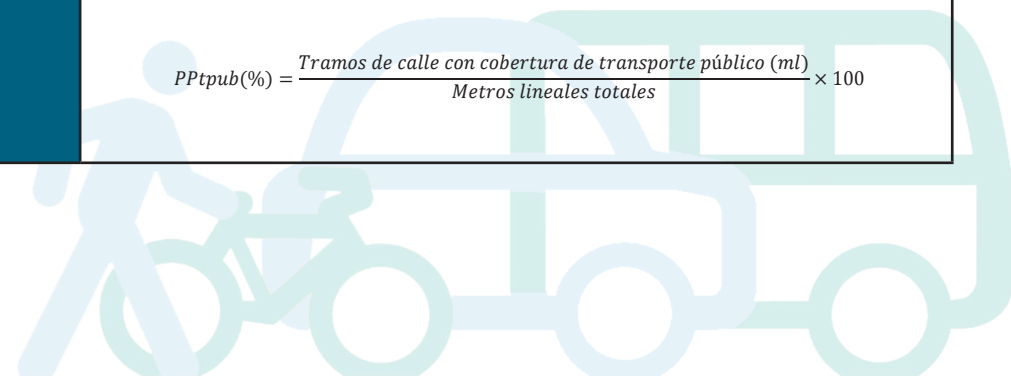 PPtpub(%) = Tramos de calle con cobertura de transporte público (ml) / Metros lineales totales × 100